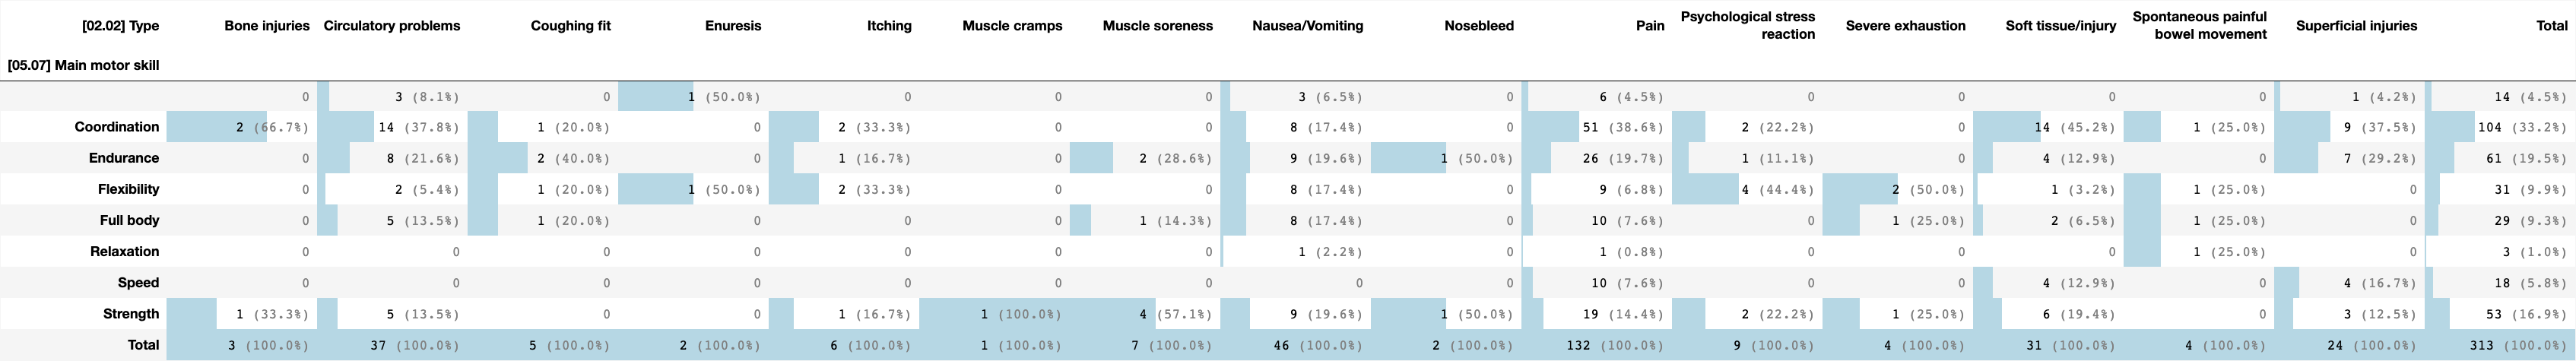 [02.02] Type Bone injuries Circulatory problems Coughing fit Enuresis Itching Muscle cramps Muscle soreness Nausea/Vomiting Nosebleed Pain Psychological stress reaction Severe exhaustion Soft tissue/injury Spontaneous painful bowel movement Superficial injuries Total
[05.07] Main motor skill
0 3 (8.1%) 0 1 (50.0%) 0 0 0 3 (6.5%) 0 6 (4.5%) 0 0 0 0 1 (4.2%) 14 (4.5%)
Coordination 2 (66.7%) 14 (37.8%) 1 (20.0%) 0 2 (33.3%) 0 0 8 (17.4%) 0 51 (38.6%) 2 (22.2%) 0 14 (45.2%) 1 (25.0%) 9 (37.5%) 104 (33.2%)
Endurance 0 8 (21.6%) 2 (40.0%) 0 1 (16.7%) 0 2 (28.6%) 9 (19.6%) 1 (50.0%) 26 (19.7%) 1 (11.1%) 0 4 (12.9%) 0 7 (29.2%) 61 (19.5%)
Flexibility 0 2 (5.4%) 1 (20.0%) 1 (50.0%) 2 (33.3%) 0 0 8 (17.4%) 0 9 (6.8%) 4 (44.4%) 2 (50.0%) 1 (3.2%) 1 (25.0%) 0 31 (9.9%)
Full body 0 5 (13.5%) 1 (20.0%) 0 0 0 1 (14.3%) 8 (17.4%) 0 10 (7.6%) 0 1 (25.0%) 2 (6.5%) 1 (25.0%) 0 29 (9.3%)
Relaxation 0 0 0 0 0 0 0 1 (2.2%) 0 1 (0.8%) 0 0 0 1 (25.0%) 0 3 (1.0%)
Speed 0 0 0 0 0 0 0 0 0 10 (7.6%) 0 0 4 (12.9%) 0 4 (16.7%) 18 (5.8%)
Strength 1 (33.3%) 5 (13.5%) 0 0 1 (16.7%) 1 (100.0%) 4 (57.1%) 9 (19.6%) 1 (50.0%) 19 (14.4%) 2 (22.2%) 1 (25.0%) 6 (19.4%) 0 3 (12.5%) 53 (16.9%)
Total 3 (100.0%) 37 (100.0%) 5 (100.0%) 2 (100.0%) 6 (100.0%) 1 (100.0%) 7 (100.0%) 46 (100.0%) 2 (100.0%) 132 (100.0%) 9 (100.0%) 4 (100.0%) 31 (100.0%) 4 (100.0%) 24 (100.0%) 313 (100.0%)